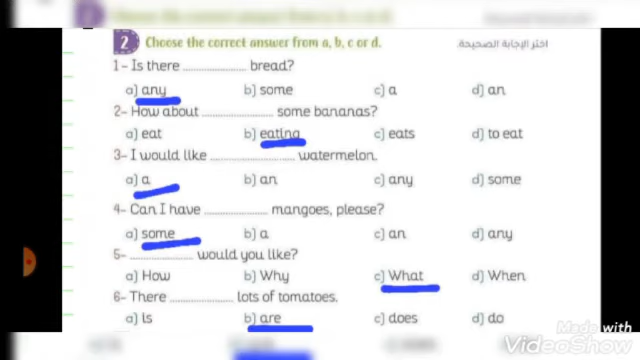 2 Choose the correct answer from a, b, c or d. اختر الإجابة الصحيحة.
1- Is there .................... bread?
a) any b) some c) a d) an
2- How about .................... some bananas?
a) eat b) eating c) eats d) to eat
3- I would like .................... watermelon.
a) a b) an c) any d) some
4- Can I have .................... mangoes, please?
a) some b) a c) an d) any
5- .................... would you like?
a) How b) Why c) What d) When
6- There .................... lots of tomatoes.
a) Is b) are c) does d) do
Made with
VideoShow